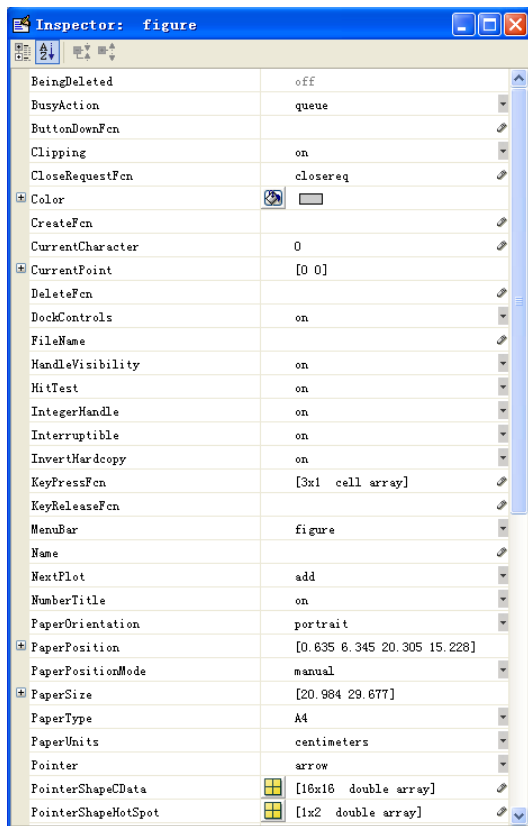 Inspector: figure
BeingDeleted off
BusyAction queue
ButtonDownFcn
Clipping on
CloseRequestFcn closereq
Color
CreateFcn
CurrentCharacter 0
CurrentPoint [0 0]
DeleteFcn
DockControls on
FileName
HandleVisibility on
HitTest on
IntegerHandle on
Interruptible on
InvertHardcopy on
KeyPressFcn [3x1 cell array]
KeyReleaseFcn
MenuBar figure
Name
NextPlot add
NumberTitle on
PaperOrientation portrait
PaperPosition [0.635 6.345 20.305 15.228]
PaperPositionMode manual
PaperSize [20.984 29.677]
PaperType A4
PaperUnits centimeters
Pointer arrow
PointerShapeCData [16x16 double array]
PointerShapeHotSpot [1x2 double array]